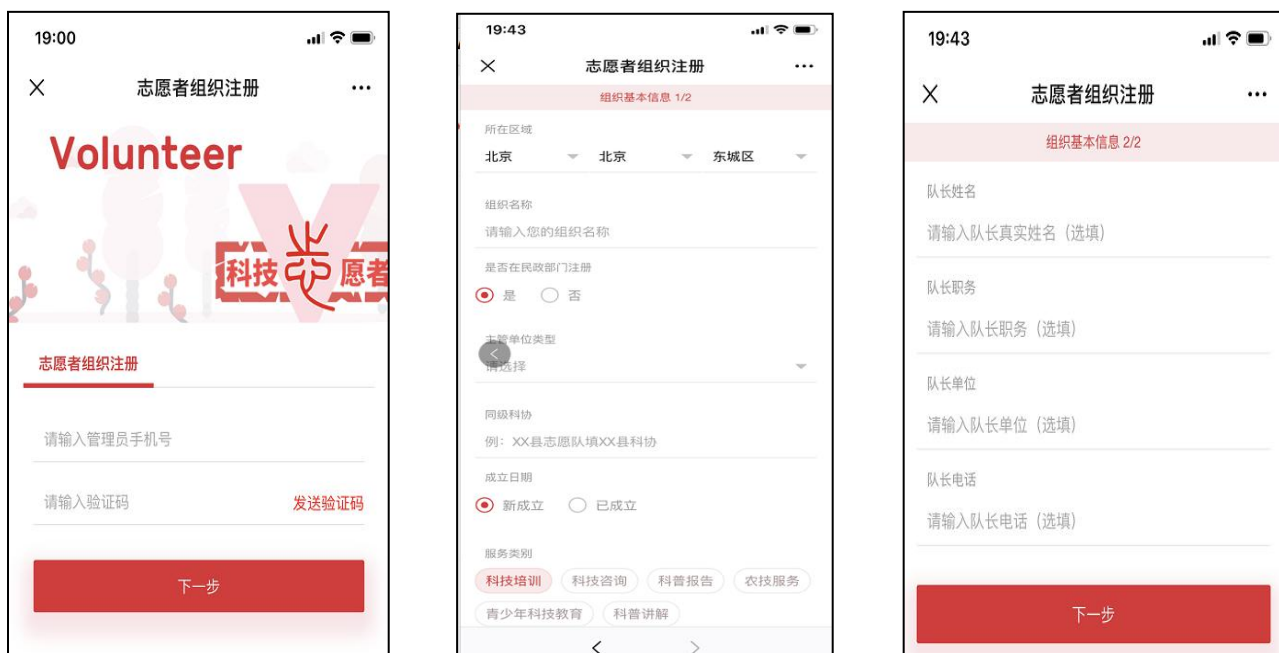 19:00
志愿者组织注册
Volunteer
科技志愿者
志愿者组织注册
请输入管理员手机号
请输入验证码 发送验证码
下一步
19:43
志愿者组织注册
组织基本信息 1/2
所在区域
北京 北京 东城区
组织名称
请输入您的组织名称
是否在民政部门注册
是 否
主管单位类型
请选择
同级科协
例：XX县志愿队填XX县科协
成立日期
新成立 已成立
服务类别
科技培训 科技咨询 科普报告 农技服务
青少年科技教育 科普讲解
19:43
志愿者组织注册
组织基本信息 2/2
队长姓名
请输入队长真实姓名（选填）
队长职务
请输入队长职务（选填）
队长单位
请输入队长单位（选填）
队长电话
请输入队长电话（选填）
下一步